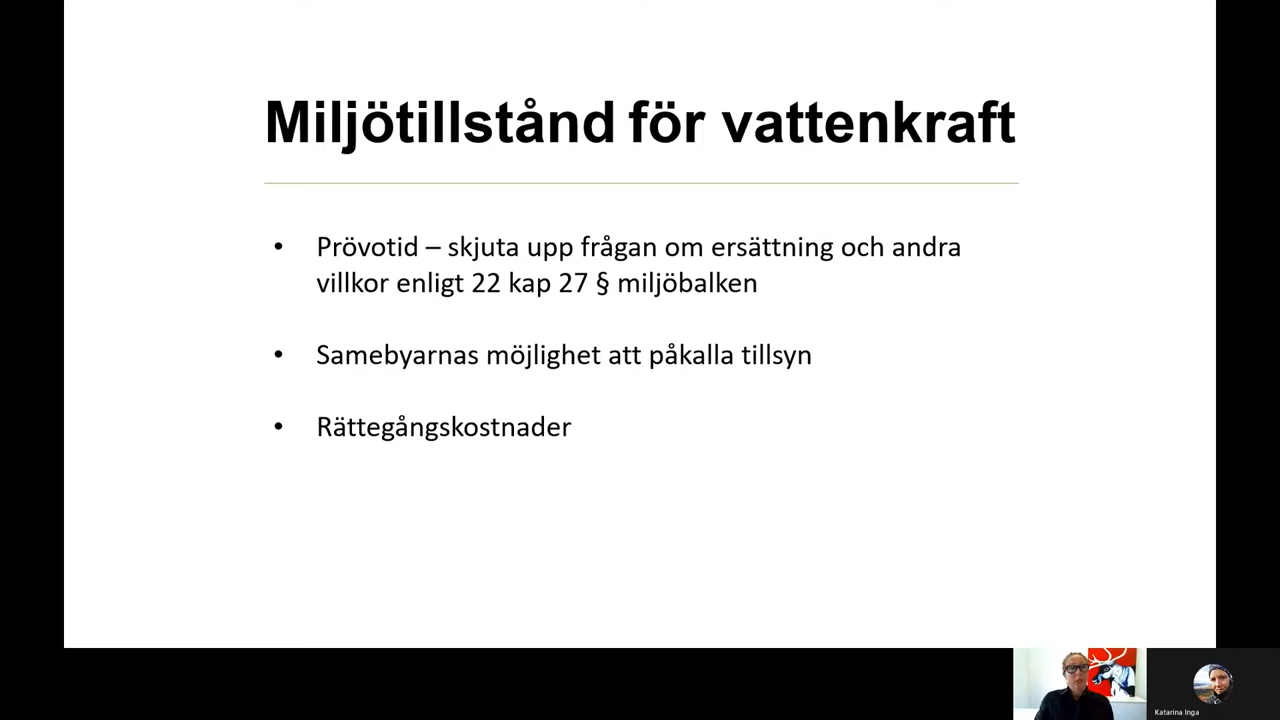 Miljötillstånd för vattenkraft
• Prövotid – skjuta upp frågan om ersättning och andra
villkor enligt 22 kap 27 § miljöbalken
• Samebyarnas möjlighet att påkalla tillsyn
• Rättegångskostnader
Katarina Inga